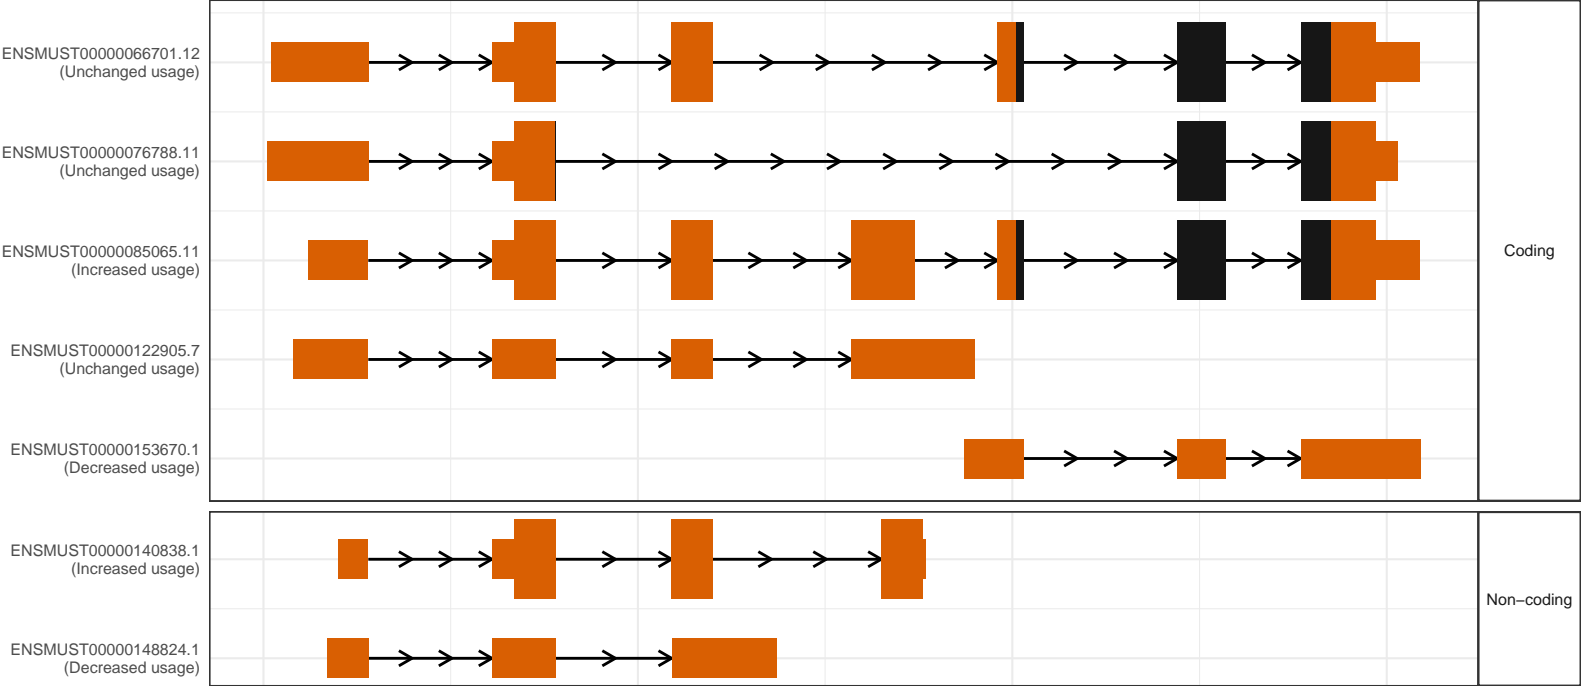 ENSMUST00000066701.12
(Unchanged usage)
ENSMUST00000076788.11
(Unchanged usage)
ENSMUST00000085065.11
(Increased usage)
ENSMUST00000122905.7
(Unchanged usage)
ENSMUST00000153670.1
(Decreased usage)
Coding
ENSMUST00000140838.1
(Increased usage)
ENSMUST00000148824.1
(Decreased usage)
Non−coding